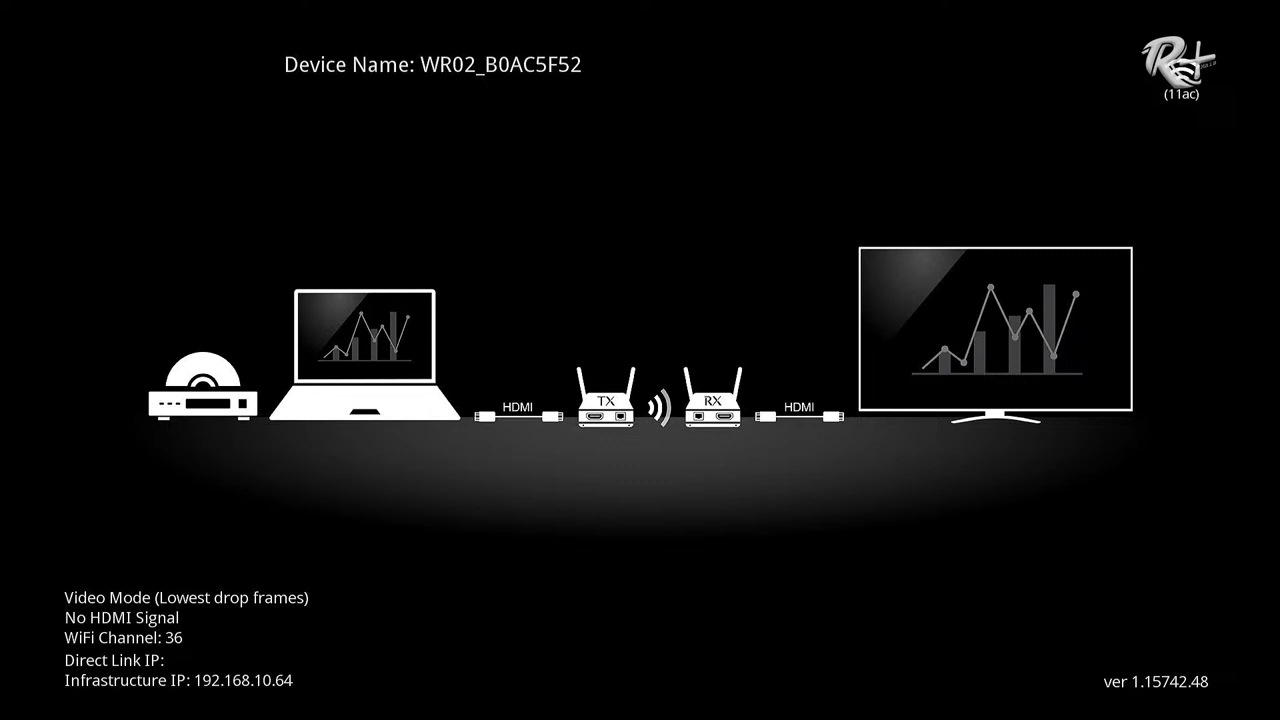 Device Name: WR02_B0AC5F52
(11ac)
HDMI
TX
RX
HDMI
Video Mode (Lowest drop frames)
No HDMI Signal
WiFi Channel: 36
Direct Link IP:
Infrastructure IP: 192.168.10.64
ver 1.15742.48